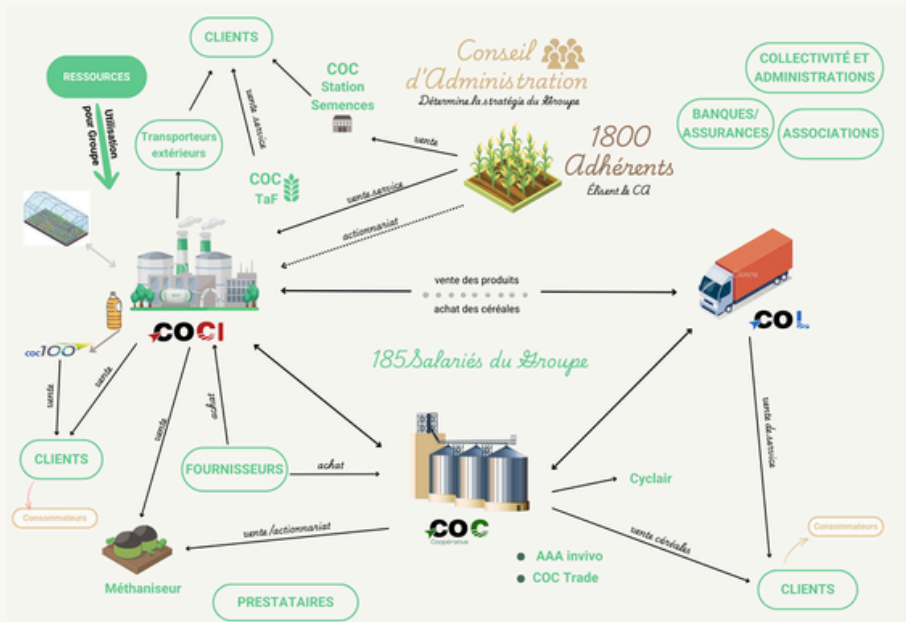 CLIENTS
RESSOURCES
Utilisation
pour Groupe
Transporteurs
extérieurs
vente service
COC
Station
Semences
COC
TaF
Conseil
d'Administration
Détermine la stratégie du Groupe
1800
Adhérents
Élisent le CA
COLLECTIVITÉ ET
ADMINISTRATIONS
BANQUES/
ASSURANCES
ASSOCIATIONS
vente
vente service
actionnariat
vente des produits
achat des céréales
COCI
COL
coc100
185 Salariés du Groupe
vente
vente
vente
achat
CLIENTS
Consommateurs
FOURNISSEURS
achat
vente de service
Cyclair
COC
Coopérative
vente/actionnariat
vente céréales
AAA invivo
COC Trade
Consommateurs
CLIENTS
Méthaniseur
PRESTATAIRES